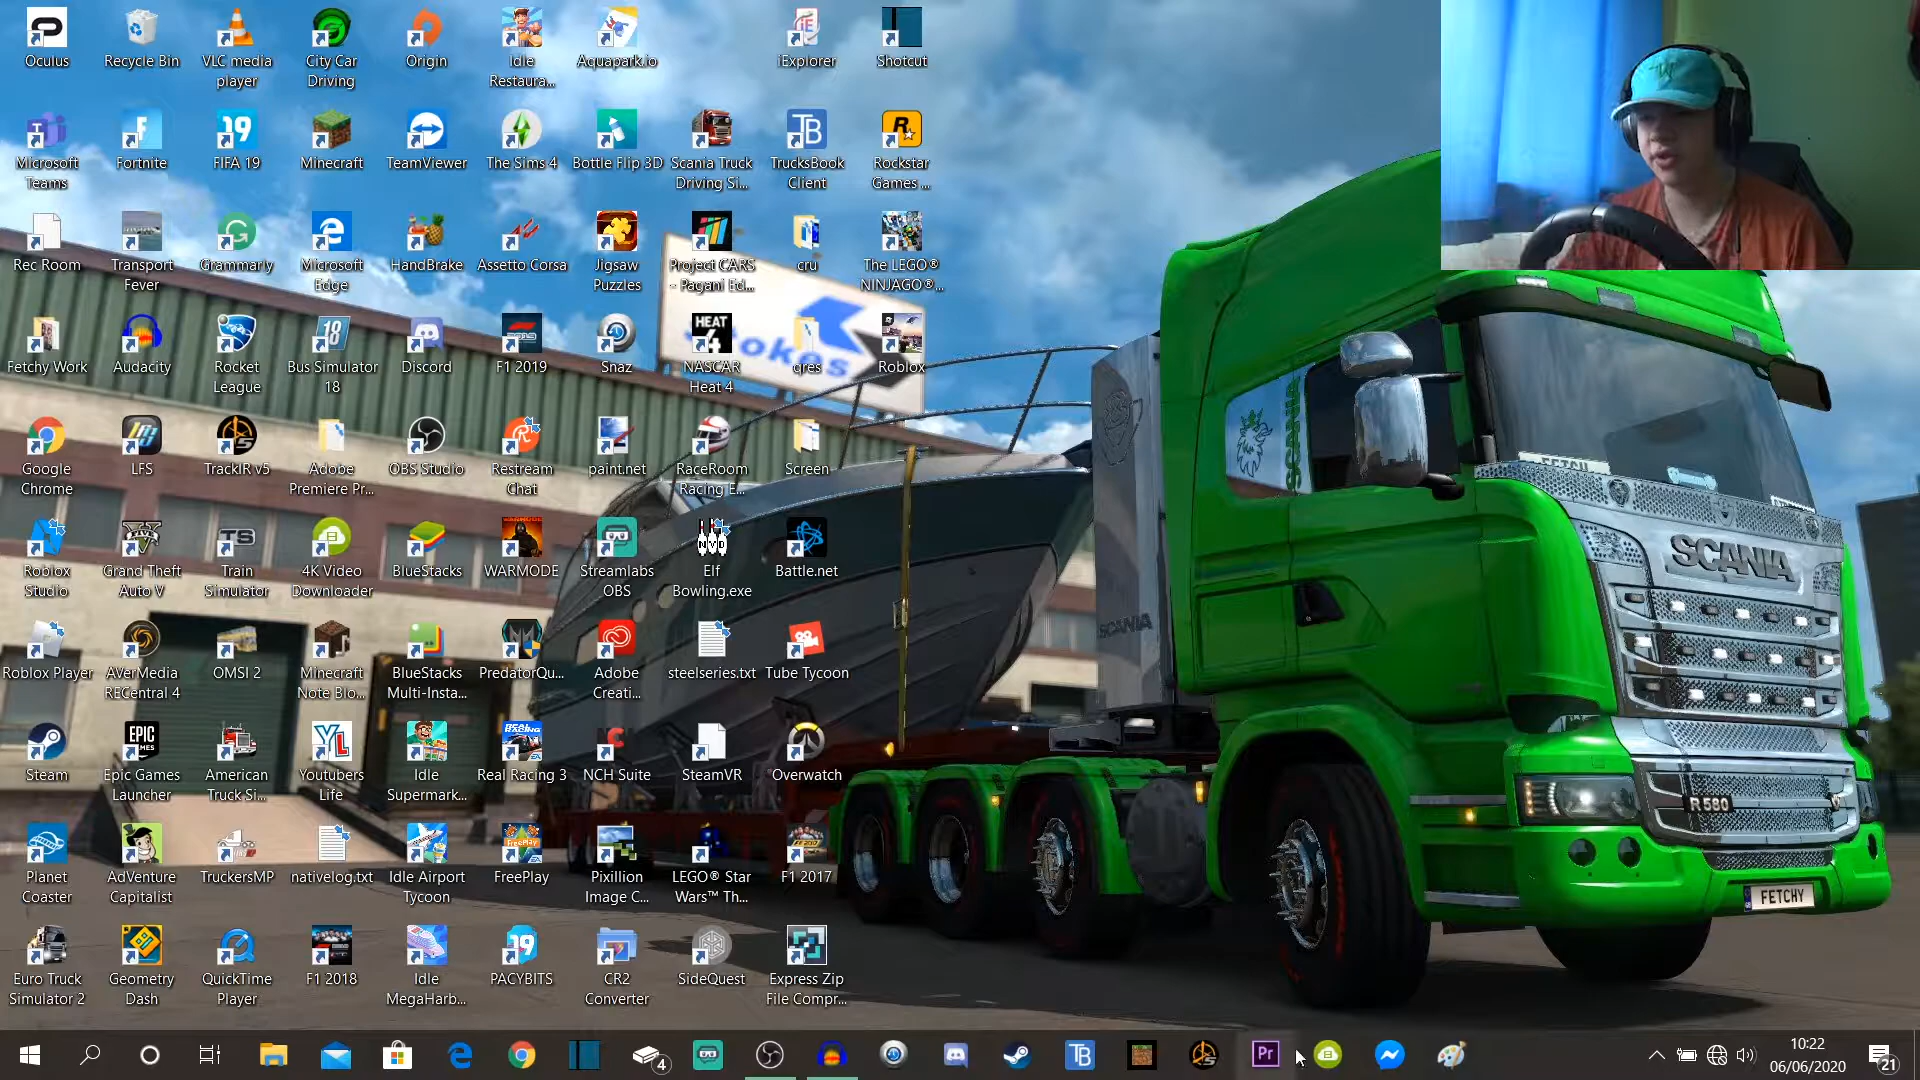 Oculus
Recycle Bin
VLC media
player
City Car
Driving
Origin
Idle
Restaura...
Aquapark.io
iExplorer
Shotcut
Microsoft
Teams
Fortnite
FIFA 19
Minecraft
TeamViewer
The Sims 4
Bottle Flip 3D
Scania Truck
Driving Si...
TrucksBook
Client
Rockstar
Games ...
Rec Room
Transport
Fever
Grammarly
Microsoft
Edge
HandBrake
Assetto Corsa
Jigsaw
Puzzles
Project CARS
- Pagani Ed...
cru
The LEGO®
NINJAGO®...
Fetchy Work
Audacity
Rocket
League
Bus Simulator
18
Discord
F1 2019
Snaz
HEAT
4
NASCAR
Heat 4
qres
Roblox
Google
Chrome
LFS
TrackIR v5
Adobe
Premiere Pr...
OBS Studio
Restream
Chat
paint.net
RaceRoom
Racing E...
Screen
Roblox
Studio
Grand Theft
Auto V
Train
Simulator
4K Video
Downloader
BlueStacks
WARMODE
Streamlabs
OBS
Elf
Bowling.exe
Battle.net
Roblox Player
AVerMedia
RECentral 4
OMSI 2
Minecraft
Note Blo...
BlueStacks
Multi-Insta...
PredatorQu...
Adobe
Creati...
steelseries.txt
Tube Tycoon
Steam
Epic Games
Launcher
American
Truck Si...
Youtubers
Life
Idle
Supermark...
Real Racing 3
NCH Suite
SteamVR
Overwatch
Planet
Coaster
AdVenture
Capitalist
TruckersMP
nativelog.txt
Idle Airport
Tycoon
FreePlay
Pixillion
Image C...
LEGO® Star
Wars™ Th...
F1 2017
Euro Truck
Simulator 2
Geometry
Dash
QuickTime
Player
F1 2018
Idle
MegaHarb...
PACYBITS
CR2
Converter
SideQuest
Express Zip
File Compr...
SCANIA
SCANIA
SCANIA
R 580
FETCHY
4
TB
Pr
10:22
06/06/2020
21